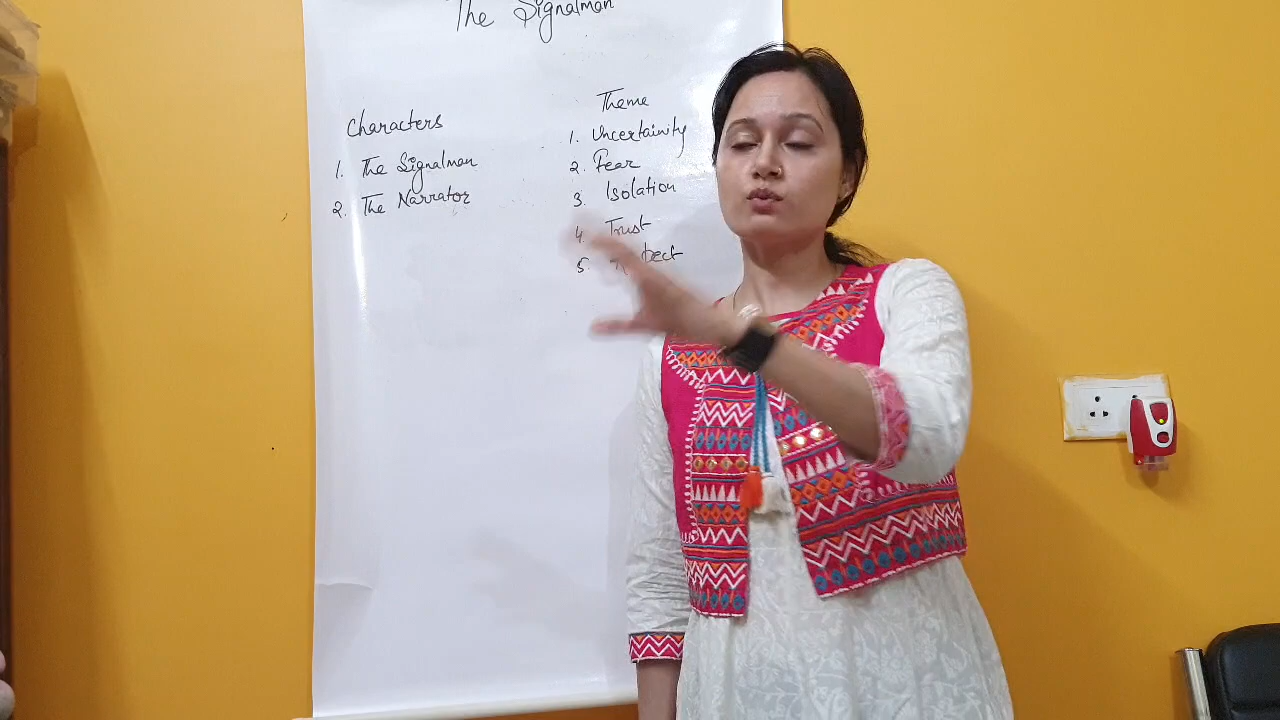 The Signalman
Characters
1. The Signalman
2. The Narrator
Theme
1. Uncertainity
2. Fear
3. Isolation
4. Trust
5.